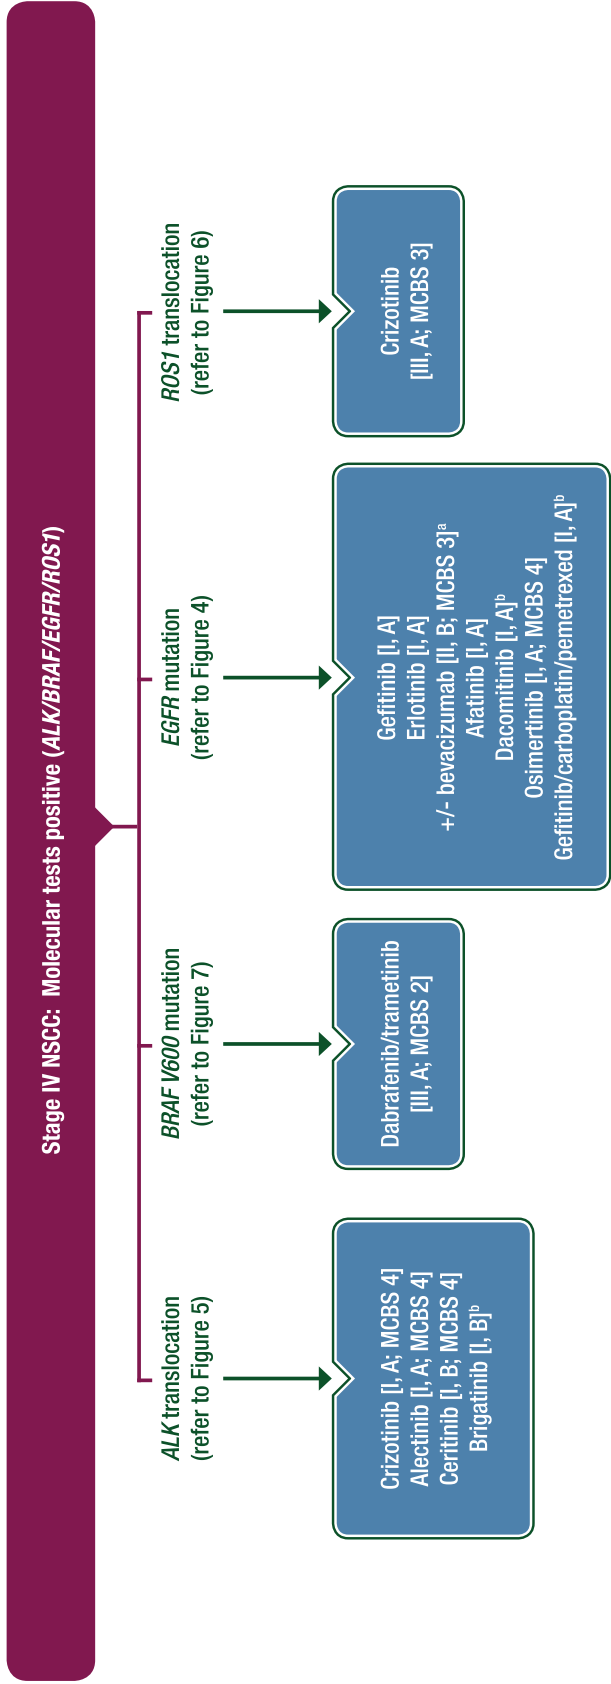 Stage IV NSCC: Molecular tests positive (ALK/BRAF/EGFR/ROS1)
ALK translocation
(refer to Figure 5)
Crizotinib [I, A; MCBS 4]
Alectinib [I, A; MCBS 4]
Ceritinib [I, B; MCBS 4]
Brigatinib [I, B]ᵇ
BRAF V600 mutation
(refer to Figure 7)
Dabrafenib/trametinib
[III, A; MCBS 2]
EGFR mutation
(refer to Figure 4)
Gefitinib [I, A]
Erlotinib [I, A]
+/- bevacizumab [II, B; MCBS 3]ᵃ
Afatinib [I, A]
Dacomitinib [I, A]ᵇ
Osimertinib [I, A; MCBS 4]
Gefitinib/carboplatin/pemetrexed [I, A]ᵇ
ROS1 translocation
(refer to Figure 6)
Crizotinib
[III, A; MCBS 3]